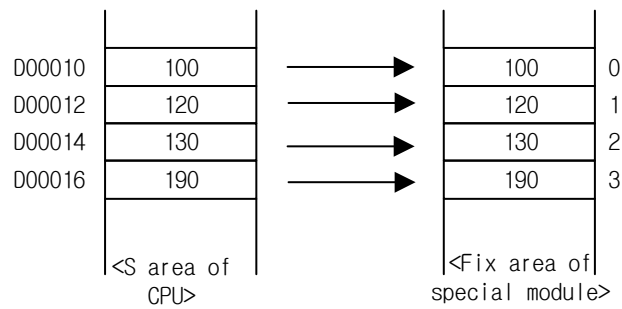 D00010 100 100 0
D00012 120 120 1
D00014 130 130 2
D00016 190 190 3
<S area of
CPU>
<Fix area of
special module>